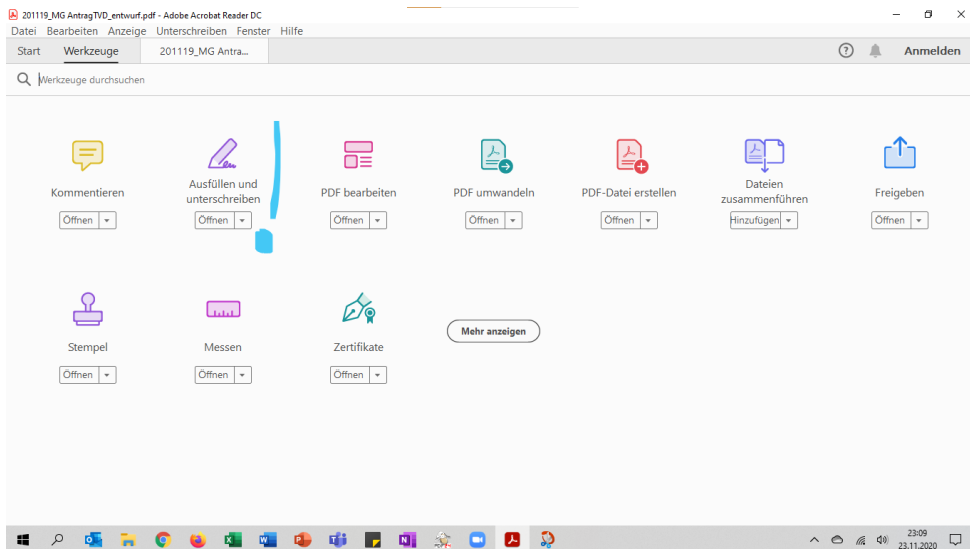 201119_MG AntragTVD_entwurf.pdf - Adobe Acrobat Reader DC
Datei Bearbeiten Anzeige Unterschreiben Fenster Hilfe
Start Werkzeuge 201119_MG Antra... Anmelden
Werkzeuge durchsuchen
Kommentieren
Öffnen
Ausfüllen und
unterschreiben
Öffnen
PDF bearbeiten
Öffnen
PDF umwandeln
Öffnen
PDF-Datei erstellen
Öffnen
Dateien
zusammenführen
Hinzufügen
Freigeben
Öffnen
Stempel
Öffnen
Messen
Öffnen
Zertifikate
Öffnen
Mehr anzeigen
23:09
23.11.2020